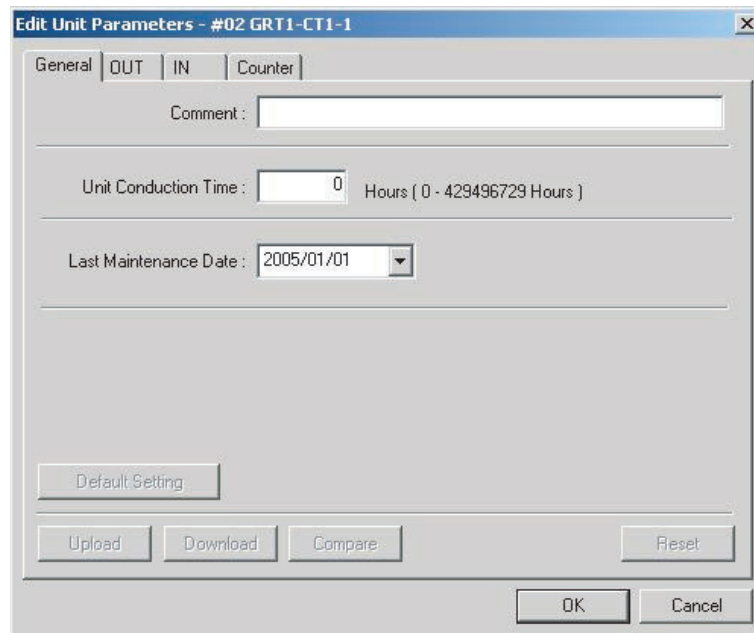 Edit Unit Parameters - #02 GRT1-CT1-1
General OUT IN Counter
Comment :
Unit Conduction Time : 0 Hours ( 0 - 429496729 Hours )
Last Maintenance Date : 2005/01/01
Default Setting
Upload Download Compare Reset
OK Cancel